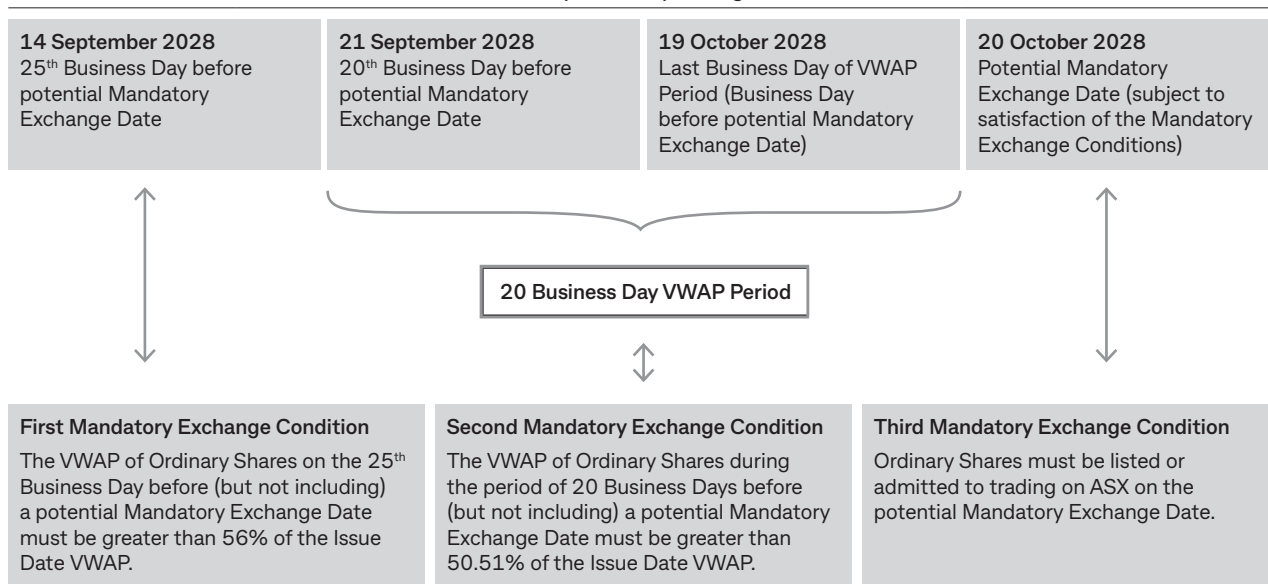 14 September 2028
25th Business Day before
potential Mandatory
Exchange Date
21 September 2028
20th Business Day before
potential Mandatory
Exchange Date
19 October 2028
Last Business Day of VWAP
Period (Business Day
before potential Mandatory
Exchange Date)
20 October 2028
Potential Mandatory
Exchange Date (subject to
satisfaction of the Mandatory
Exchange Conditions)
20 Business Day VWAP Period
First Mandatory Exchange Condition
The VWAP of Ordinary Shares on the 25th
Business Day before (but not including)
a potential Mandatory Exchange Date
must be greater than 56% of the Issue
Date VWAP.
Second Mandatory Exchange Condition
The VWAP of Ordinary Shares during
the period of 20 Business Days before
(but not including) a potential Mandatory
Exchange Date must be greater than
50.51% of the Issue Date VWAP.
Third Mandatory Exchange Condition
Ordinary Shares must be listed or
admitted to trading on ASX on the
potential Mandatory Exchange Date.